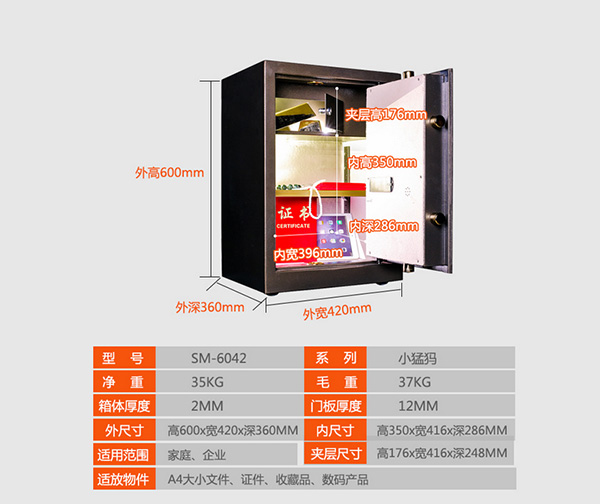 夹层高176mm
外高600mm
内高350mm
证书
CERTIFICATE
内深286mm
内宽396mm
外深360mm
外宽420mm
型 号 SM-6042 系 列 小猛犸
净 重 35KG 毛 重 37KG
箱体厚度 2MM 门板厚度 12MM
外尺寸 高600x宽420x深360MM 内尺寸 高350x宽416x深286MM
适用范围 家庭、企业 夹层尺寸 高176x宽416x深248MM
适放物件 A4大小文件、证件、收藏品、数码产品